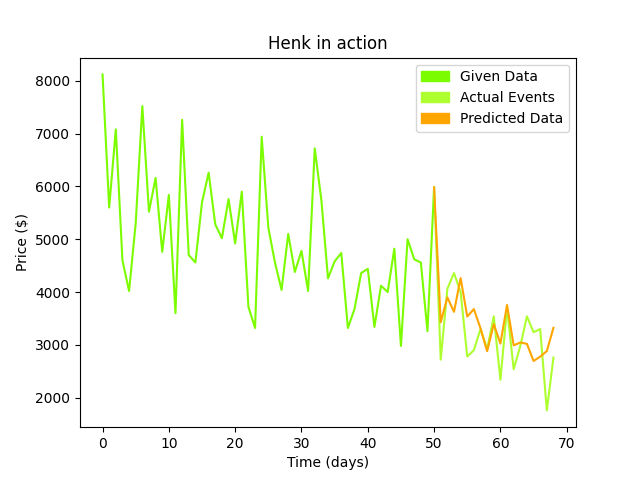 Henk in action
Given Data
Actual Events
Predicted Data
8000
7000
6000
5000
4000
3000
2000
Price ($)
0 10 20 30 40 50 60 70
Time (days)